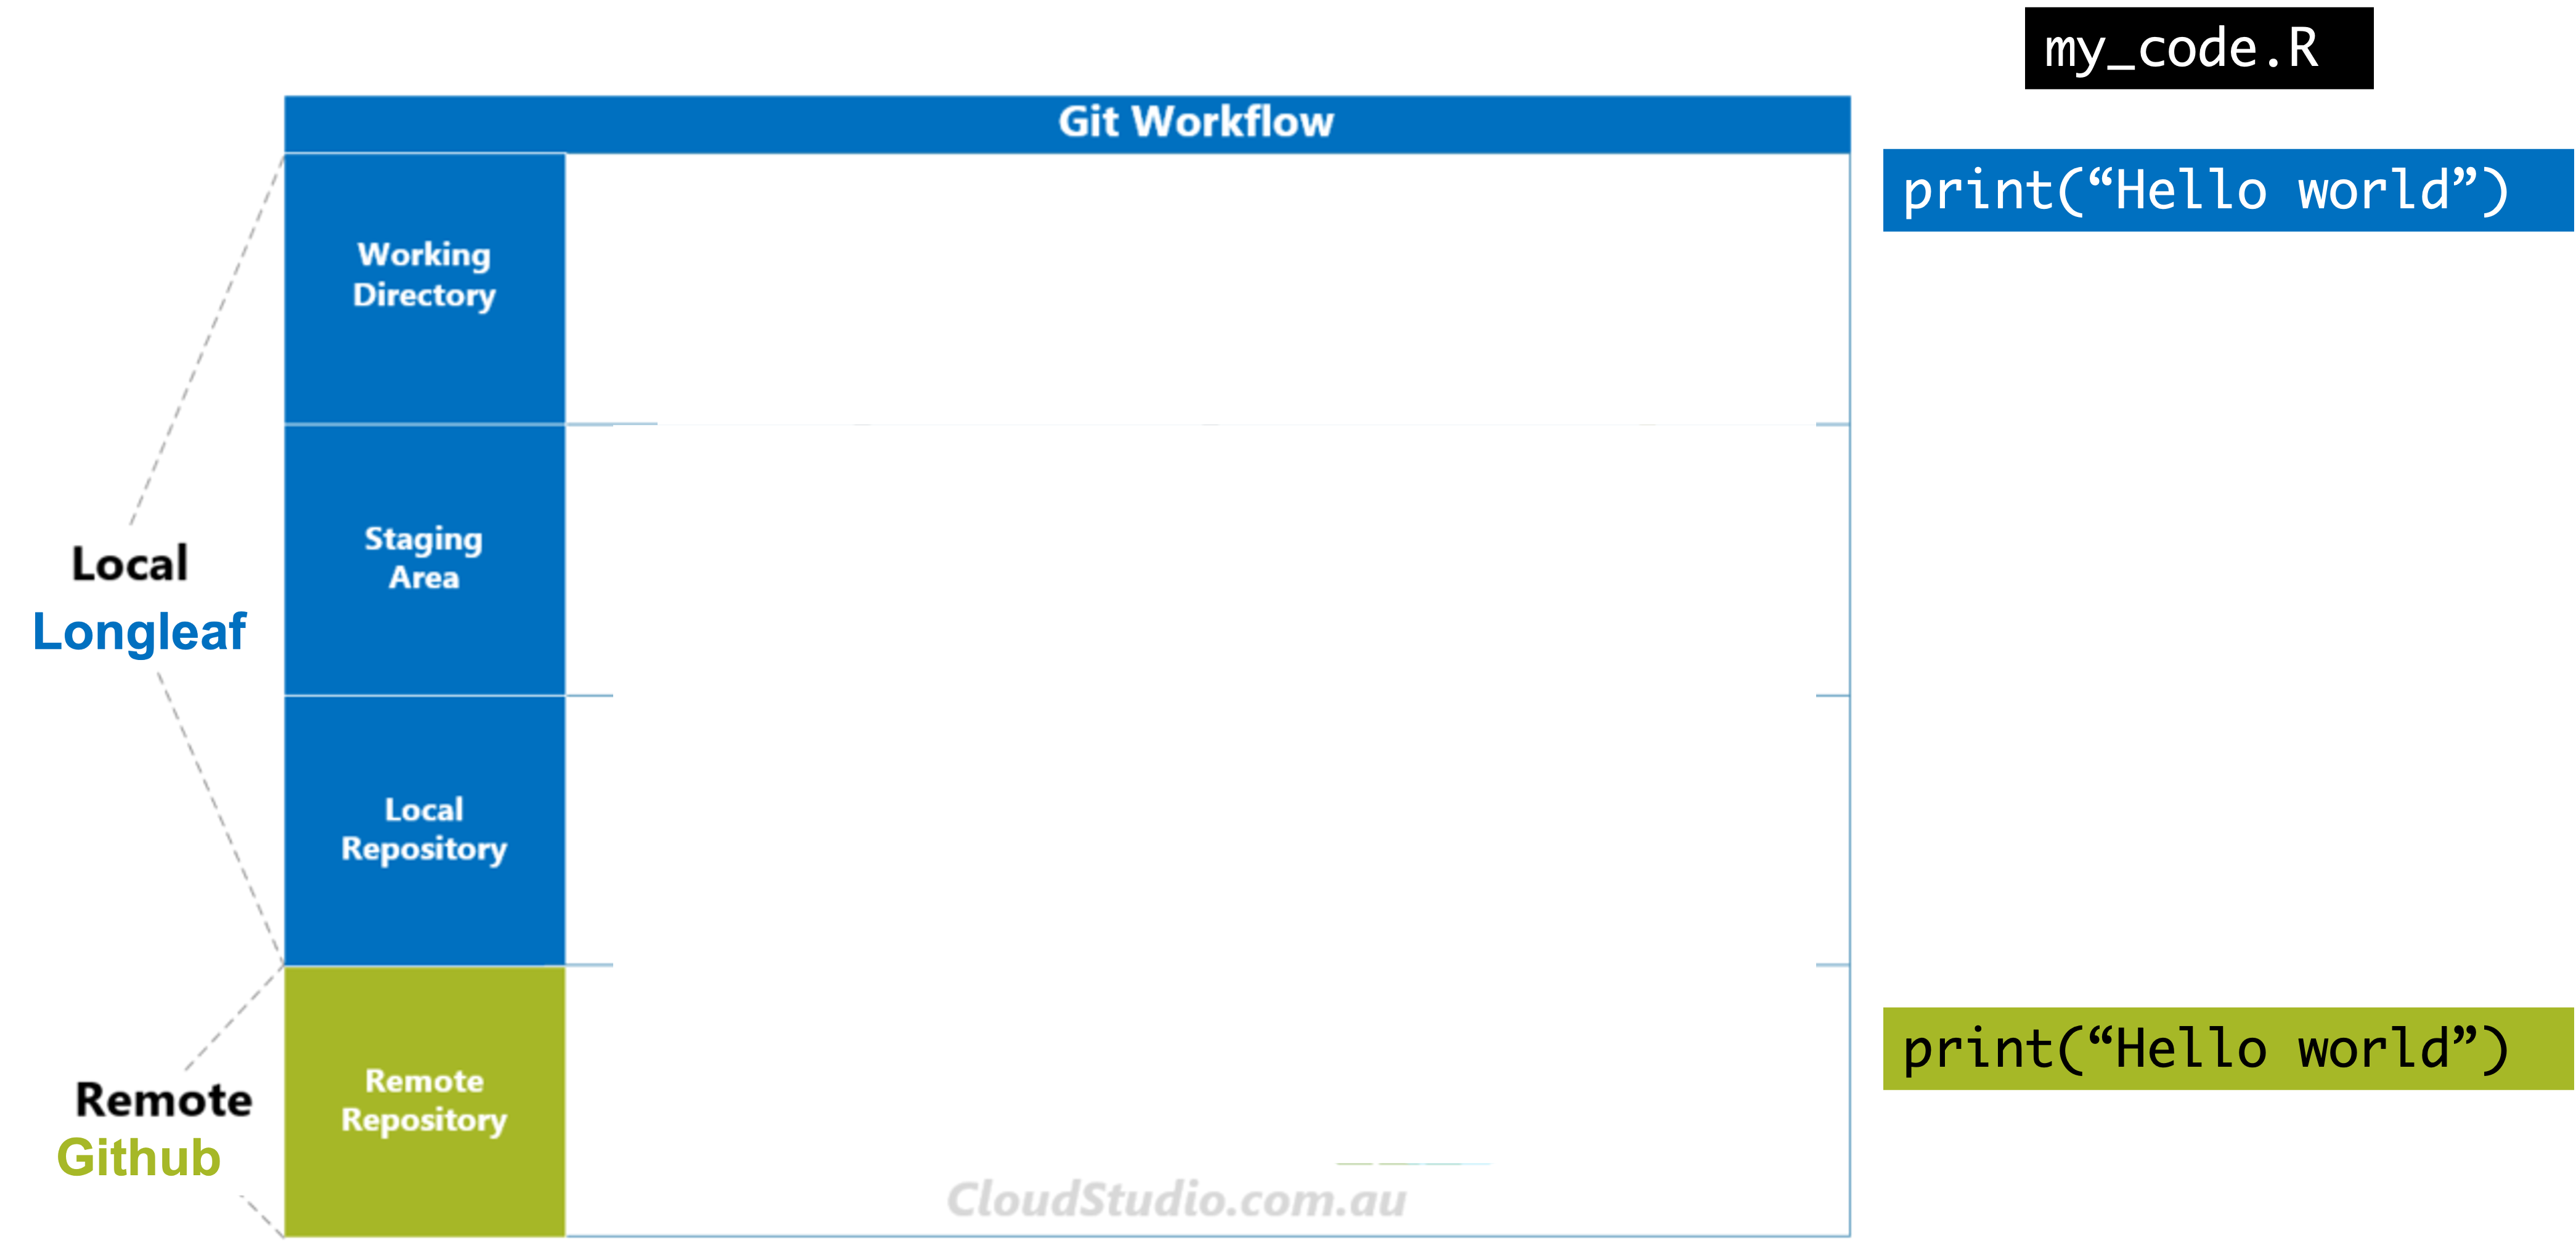 my_code.R
Git Workflow
print(“Hello world”)
Working
Directory
Staging
Area
Local
Longleaf
Local
Repository
print(“Hello world”)
Remote
Repository
Remote
Github
CloudStudio.com.au